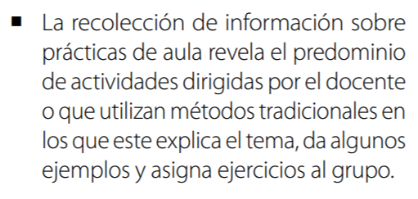 ▪ La recolección de información sobre
prácticas de aula revela el predominio
de actividades dirigidas por el docente
o que utilizan métodos tradicionales en
los que este explica el tema, da algunos
ejemplos y asigna ejercicios al grupo.